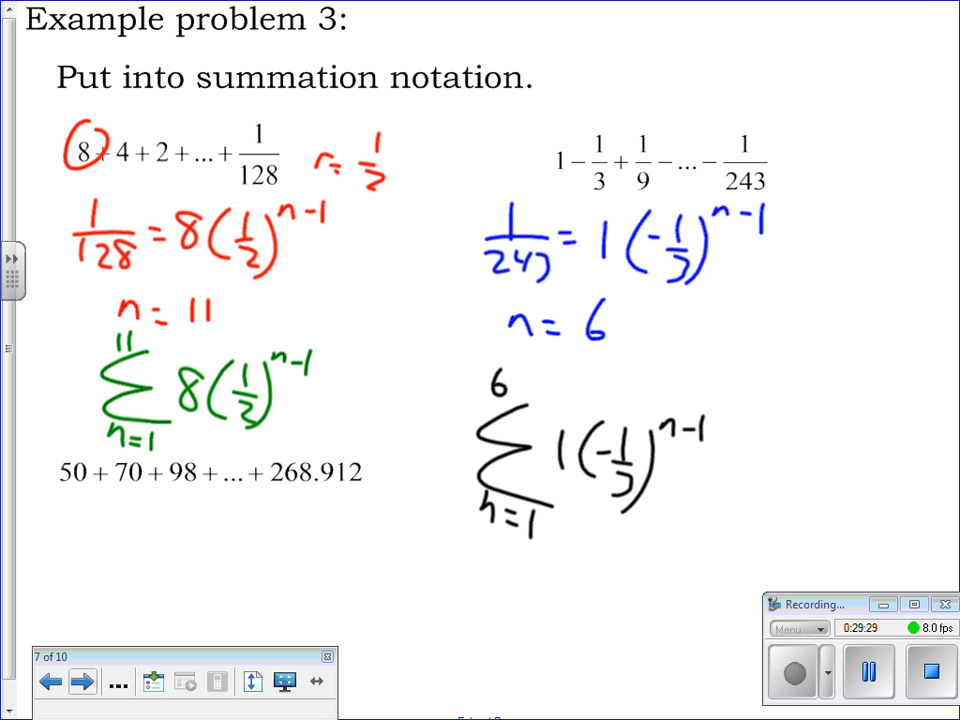 Example problem 3:
Put into summation notation.
8 + 4 + 2 + ... + 1/128
r = 1/2
1/128 = 8(1/2)^n-1
n = 11
11
Σ 8(1/2)^n-1
n=1
1 - 1/3 + 1/9 - ... - 1/243
1/243 = 1(-1/3)^n-1
n = 6
6
Σ 1(-1/3)^n-1
n=1
50 + 70 + 98 + ... + 268.912
Recording...
Menu
0:29:29
8.0 fps
7 of 10
...